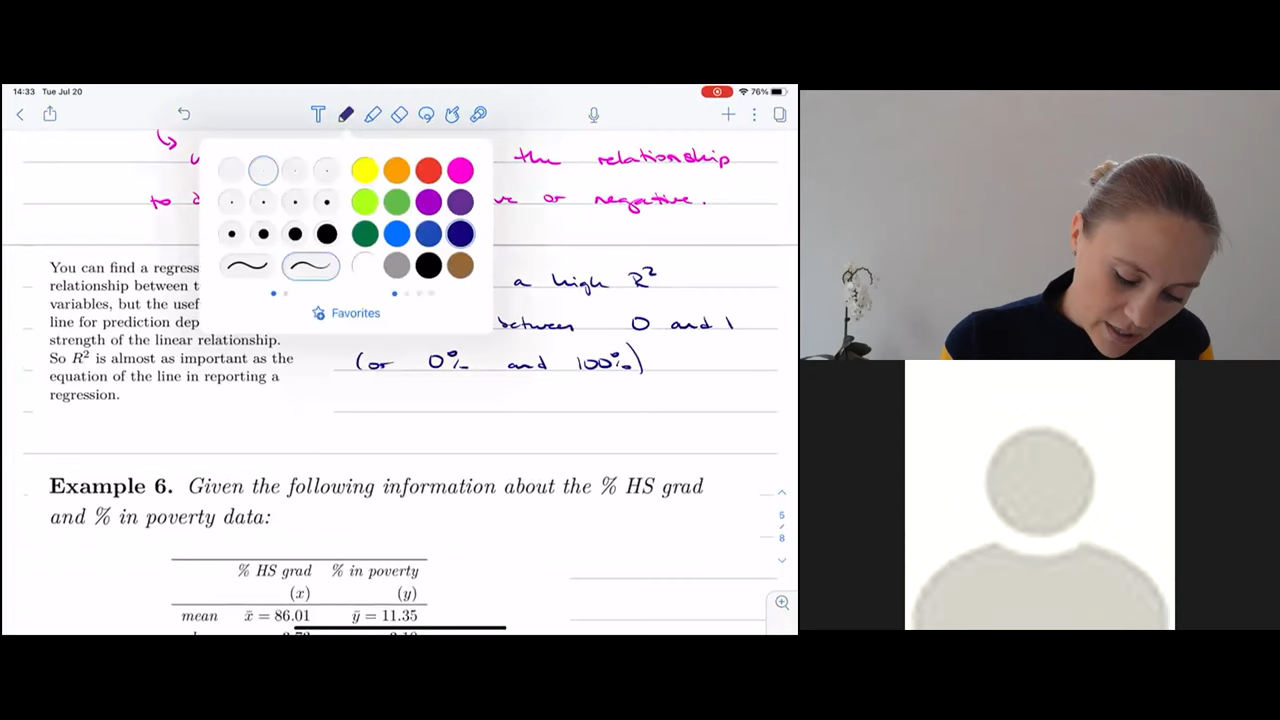 14:33 Tue Jul 20
76%
the relationship
to
or negative.
You can find a regress
relationship between t
variables, but the usef
line for prediction dep
strength of the linear relationship.
So R² is almost as important as the
equation of the line in reporting a
regression.
a high R²
between 0 and 1
(or 0% and 100%)
Favorites
Example 6. Given the following information about the % HS grad
and % in poverty data:
% HS grad % in poverty
(x) (y)
mean x̄ = 86.01 ȳ = 11.35
5
/
8